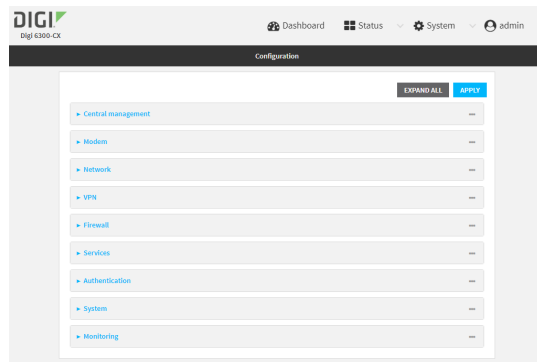 DIGI
Digi 6300-CX
Dashboard Status System admin
Configuration
EXPAND ALL APPLY
Central management
Modem
Network
VPN
Firewall
Services
Authentication
System
Monitoring